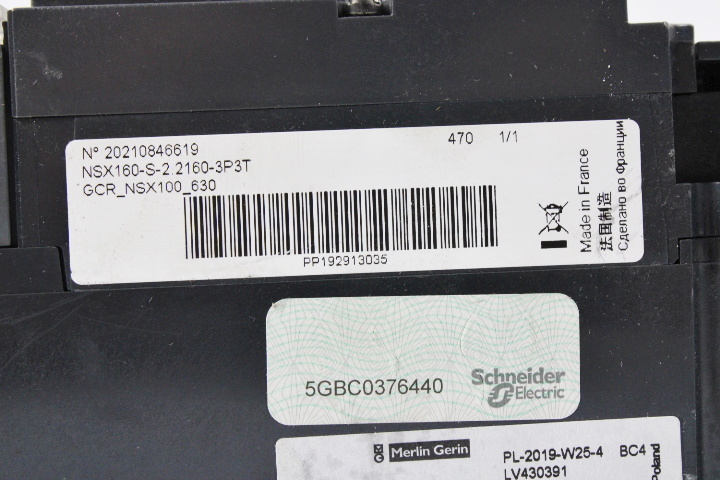 N° 20210846619
470 1/1
NSX160-S-2.2160-3P3T
GCR_NSX100_630
PP192913035
Made in France
法国制造
Сделано во Франции
5GBC0376440
Schneider
Electric
Merlin Gerin
PL-2019-W25-4 BC4
LV430391
Poland